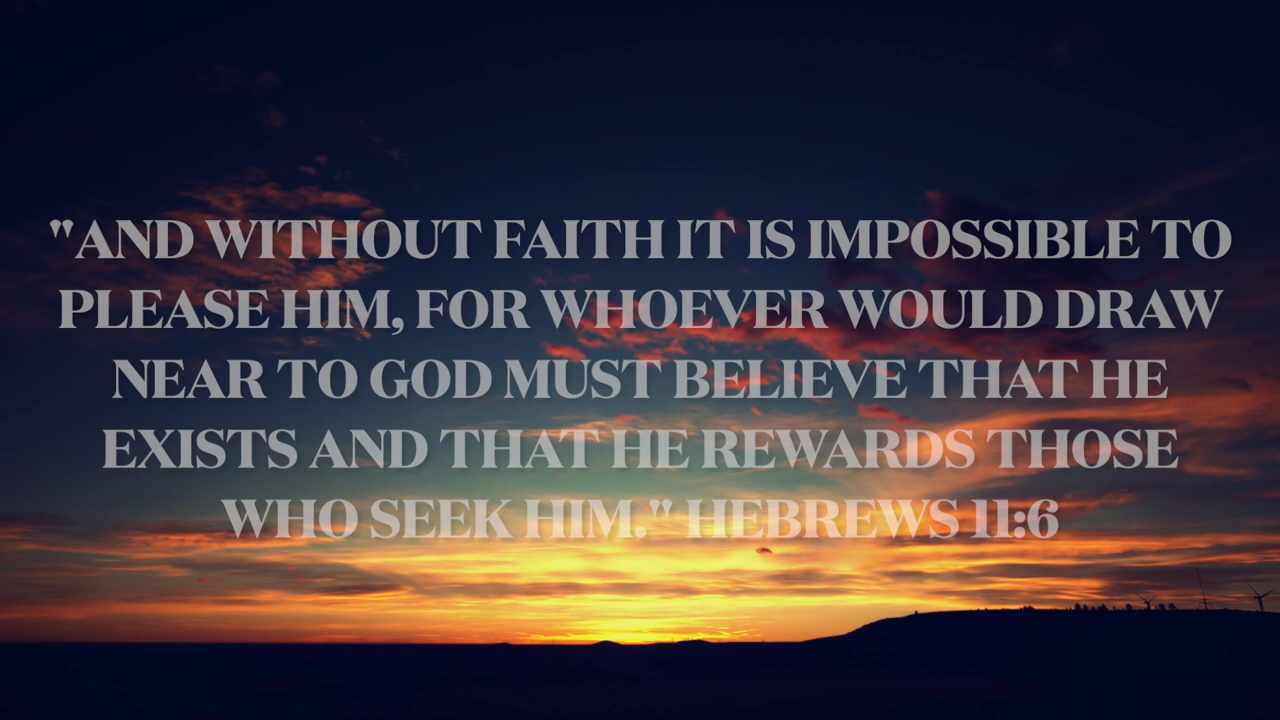 "AND WITHOUT FAITH IT IS IMPOSSIBLE TO
PLEASE HIM, FOR WHOEVER WOULD DRAW
NEAR TO GOD MUST BELIEVE THAT HE
EXISTS AND THAT HE REWARDS THOSE
WHO SEEK HIM." HEBREWS 11:6